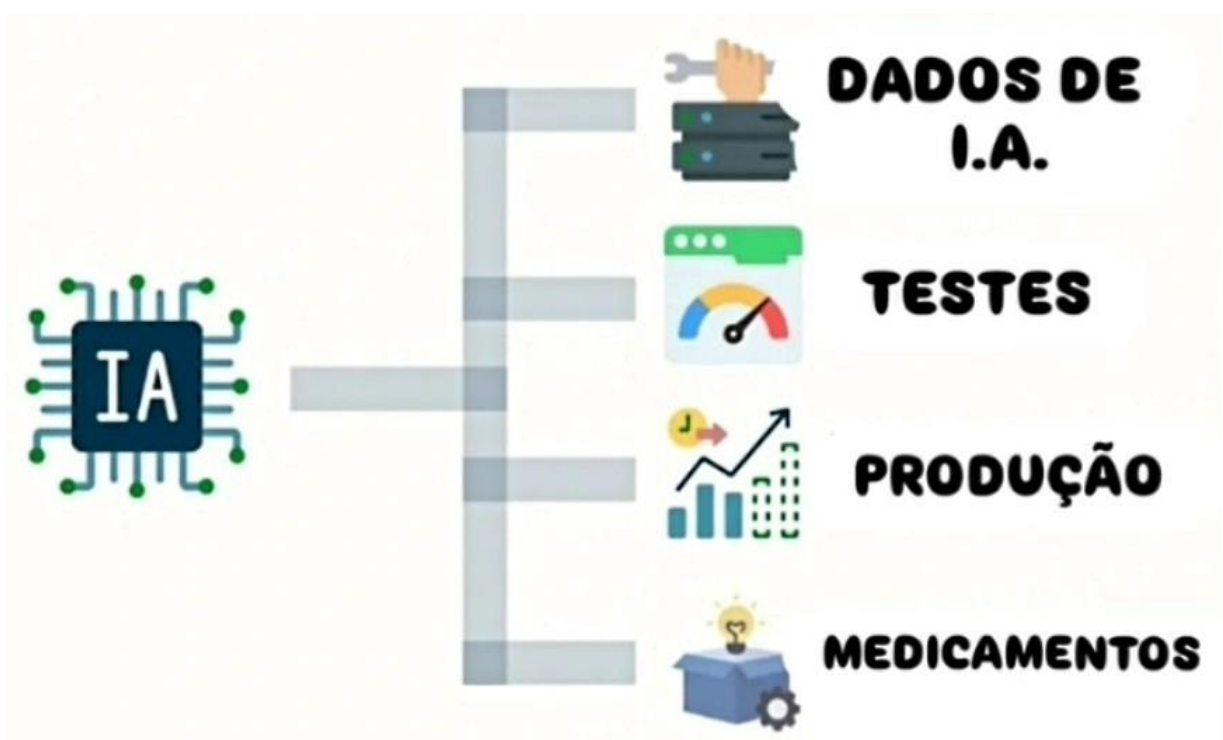 IA
DADOS DE
I.A.
TESTES
PRODUÇÃO
MEDICAMENTOS